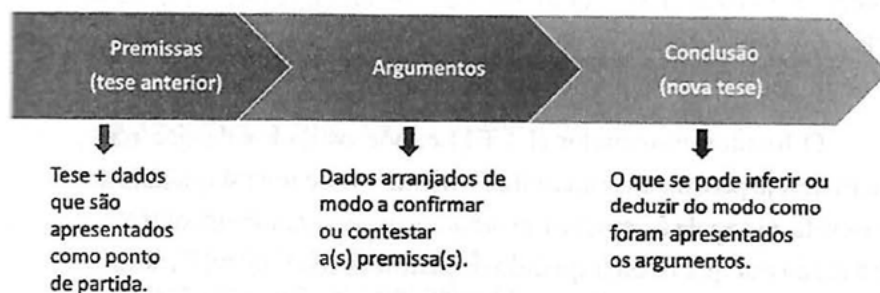 Premissas
(tese anterior)
Argumentos
Conclusão
(nova tese)
Tese + dados
que são
apresentados
como ponto
de partida.
Dados arranjados de
modo a confirmar
ou contestar
a(s) premissa(s).
O que se pode inferir ou
deduzir do modo como
foram apresentados
os argumentos.